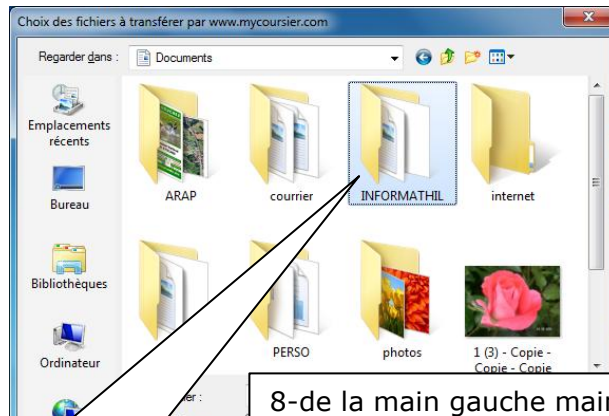 Choix des fichiers à transférer par www.mycoursier.com
Regarder dans : Documents
Emplacements
récents
Bureau
Bibliothèques
Ordinateur
ARAP courrier INFORMATHIL internet
PERSO photos 1 (3) - Copie -
Copie - Copie
8-de la main gauche